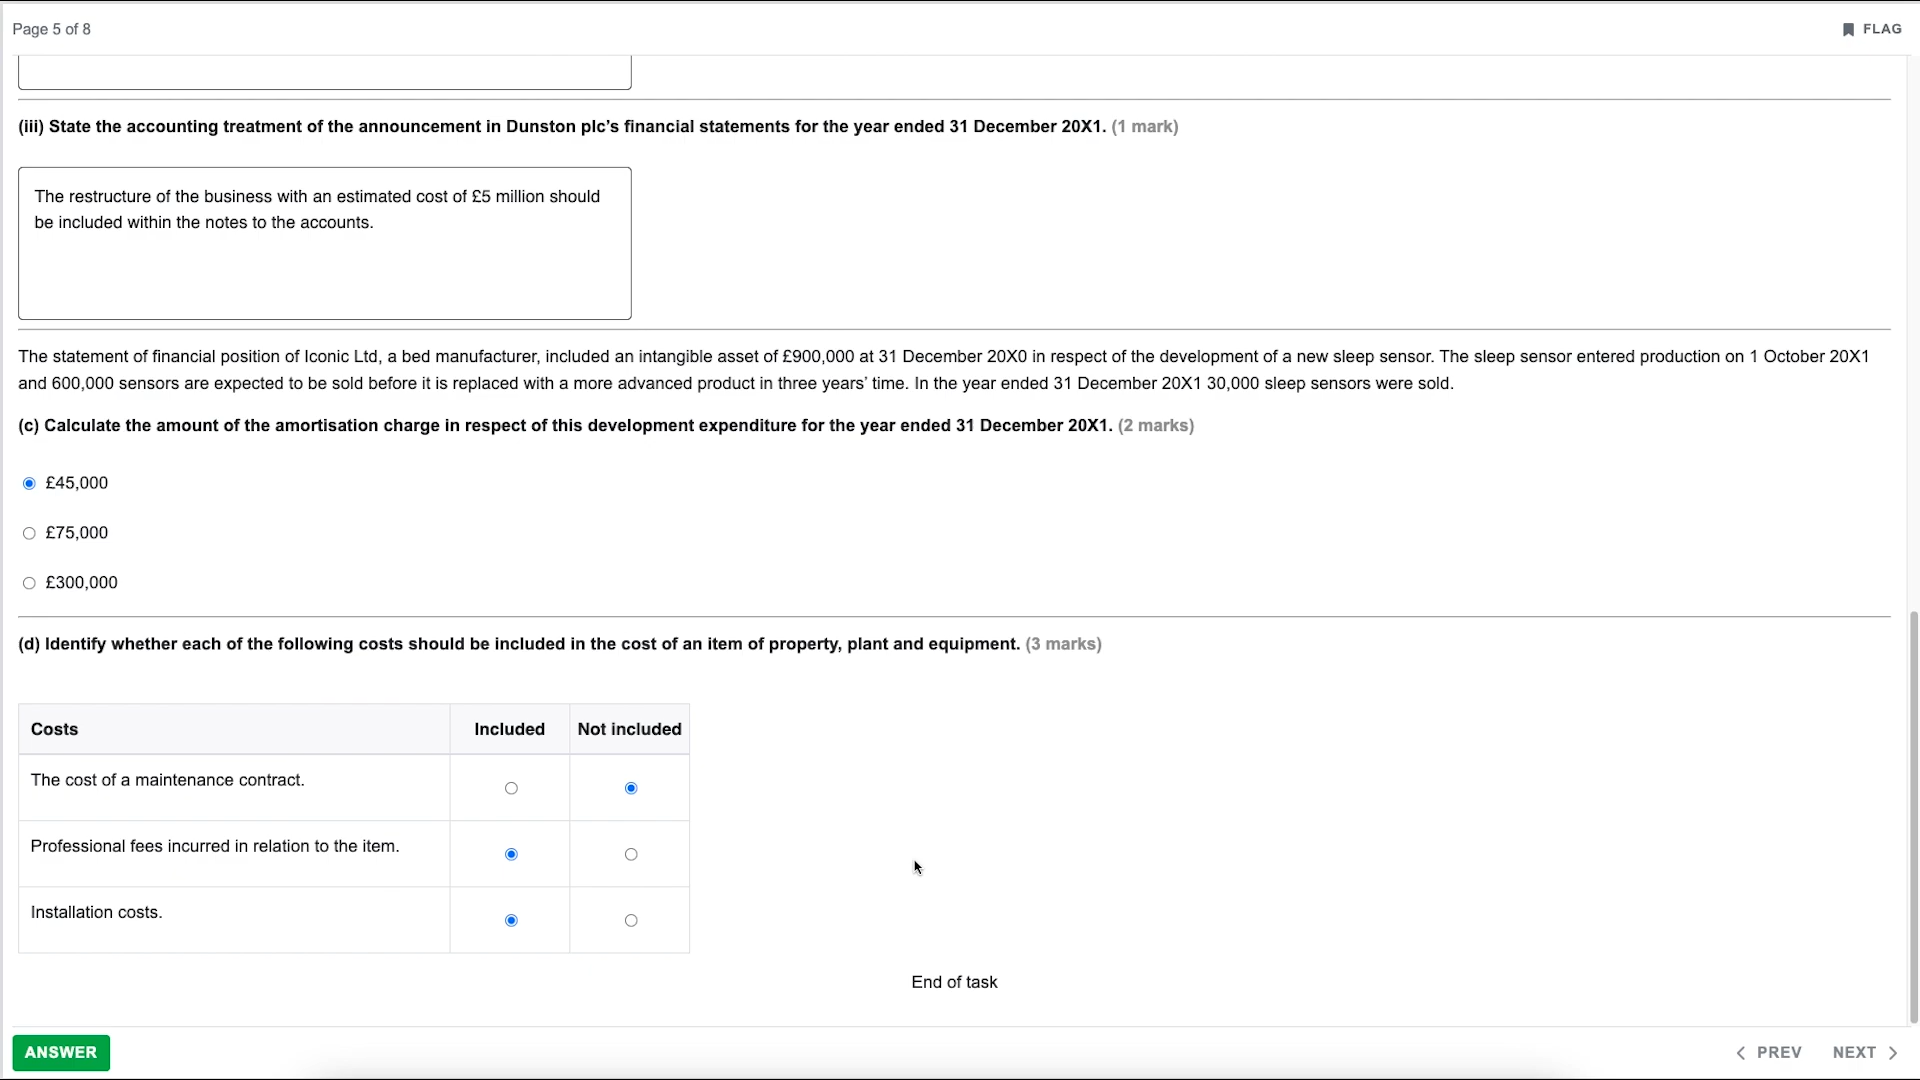 Page 5 of 8
FLAG
(iii) State the accounting treatment of the announcement in Dunston plc’s financial statements for the year ended 31 December 20X1. (1 mark)
The restructure of the business with an estimated cost of £5 million should
be included within the notes to the accounts.
The statement of financial position of Iconic Ltd, a bed manufacturer, included an intangible asset of £900,000 at 31 December 20X0 in respect of the development of a new sleep sensor. The sleep sensor entered production on 1 October 20X1
and 600,000 sensors are expected to be sold before it is replaced with a more advanced product in three years’ time. In the year ended 31 December 20X1 30,000 sleep sensors were sold.
(c) Calculate the amount of the amortisation charge in respect of this development expenditure for the year ended 31 December 20X1. (2 marks)
£45,000
£75,000
£300,000
(d) Identify whether each of the following costs should be included in the cost of an item of property, plant and equipment. (3 marks)
Costs Included Not included
The cost of a maintenance contract.
Professional fees incurred in relation to the item.
Installation costs.
End of task
ANSWER
PREV NEXT